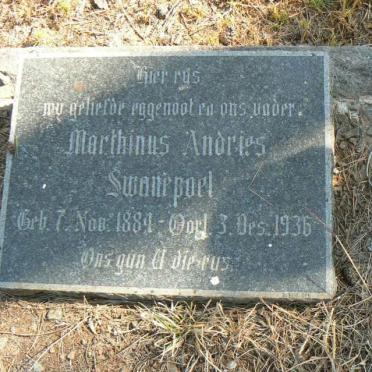 Hier rus
my geliefde eggenoot en ons vader.
Marthinus Andries
Swanepoel
Geb. 7. Nov. 1884 - Oorl. 3. Des. 1936
Ons gun U die rus.